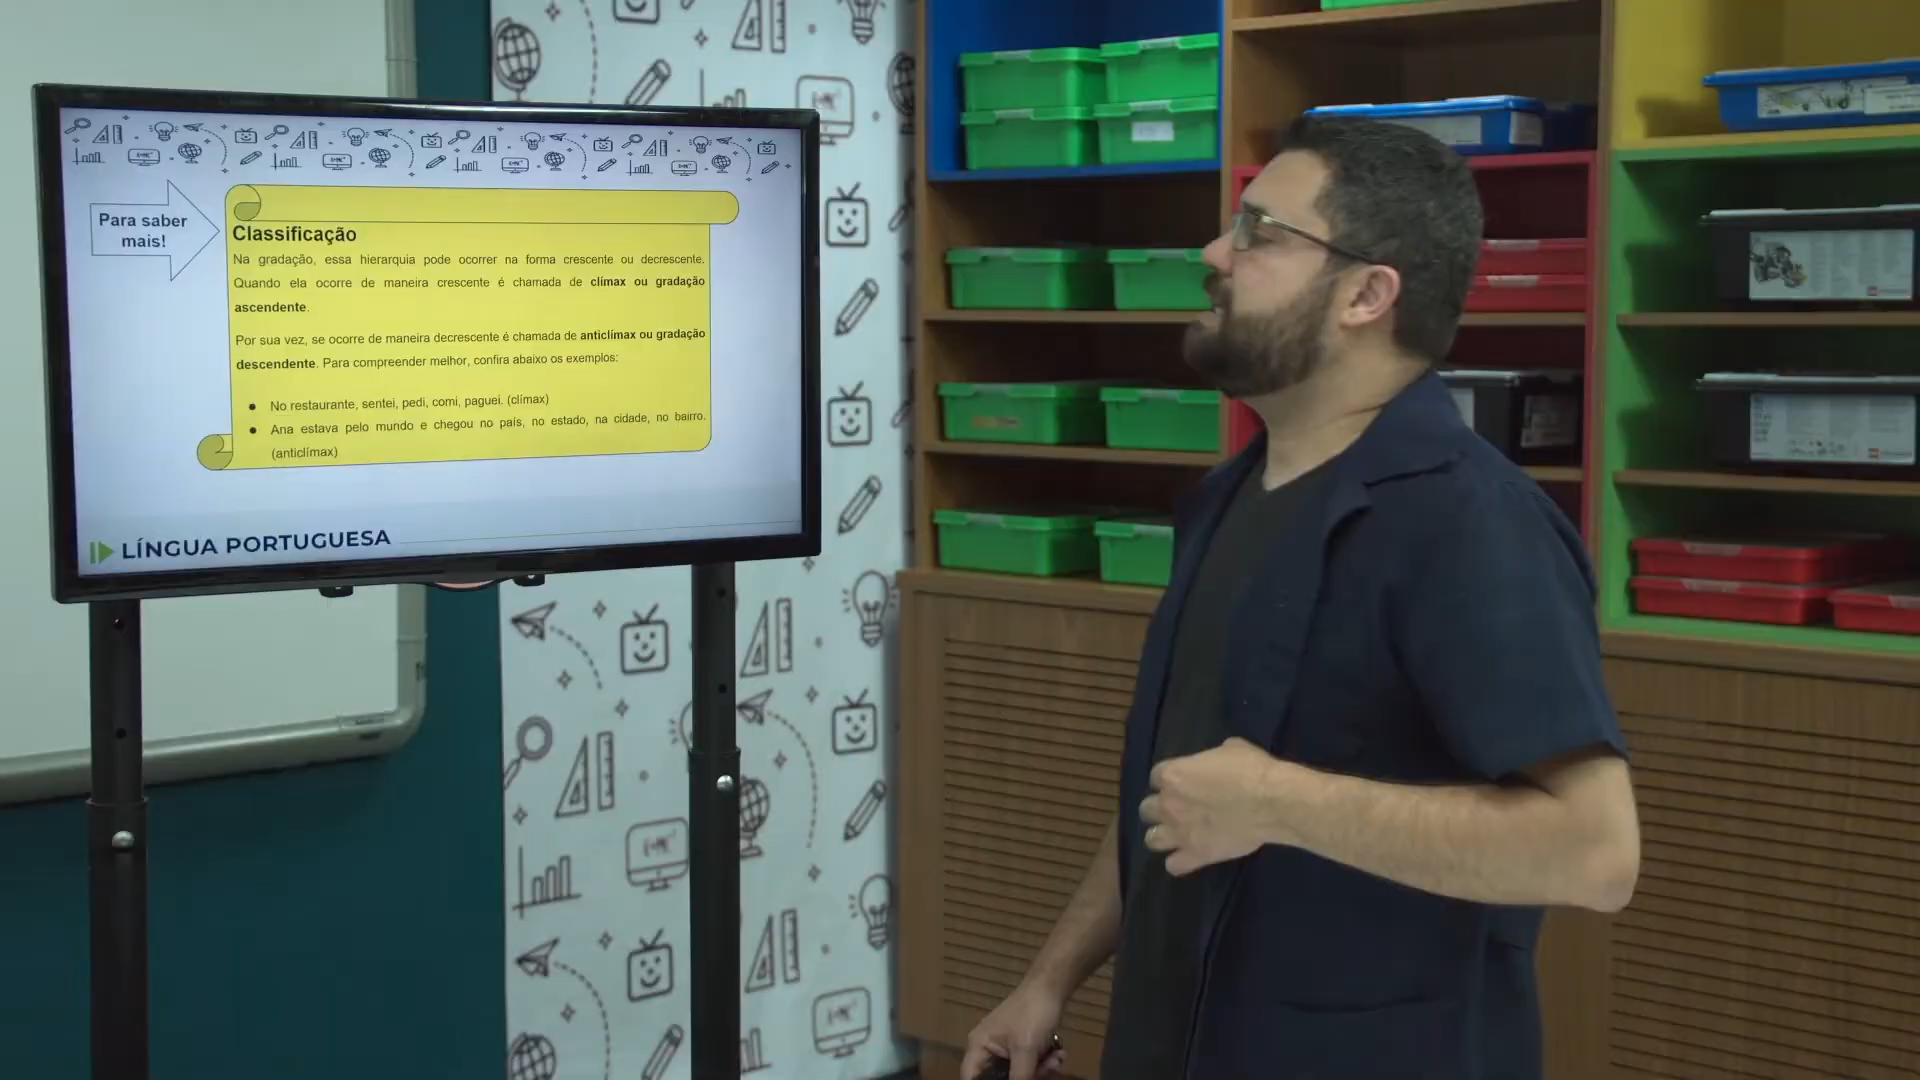 Para saber
mais!
Classificação
Na gradação, essa hierarquia pode ocorrer na forma crescente ou decrescente.
Quando ela ocorre de maneira crescente é chamada de clímax ou gradação
ascendente.
Por sua vez, se ocorre de maneira decrescente é chamada de anticlímax ou gradação
descendente. Para compreender melhor, confira abaixo os exemplos:
● No restaurante, sentei, pedi, comi, paguei. (clímax)
● Ana estava pelo mundo e chegou no país, no estado, na cidade, no bairro.
(anticlímax)
LÍNGUA PORTUGUESA